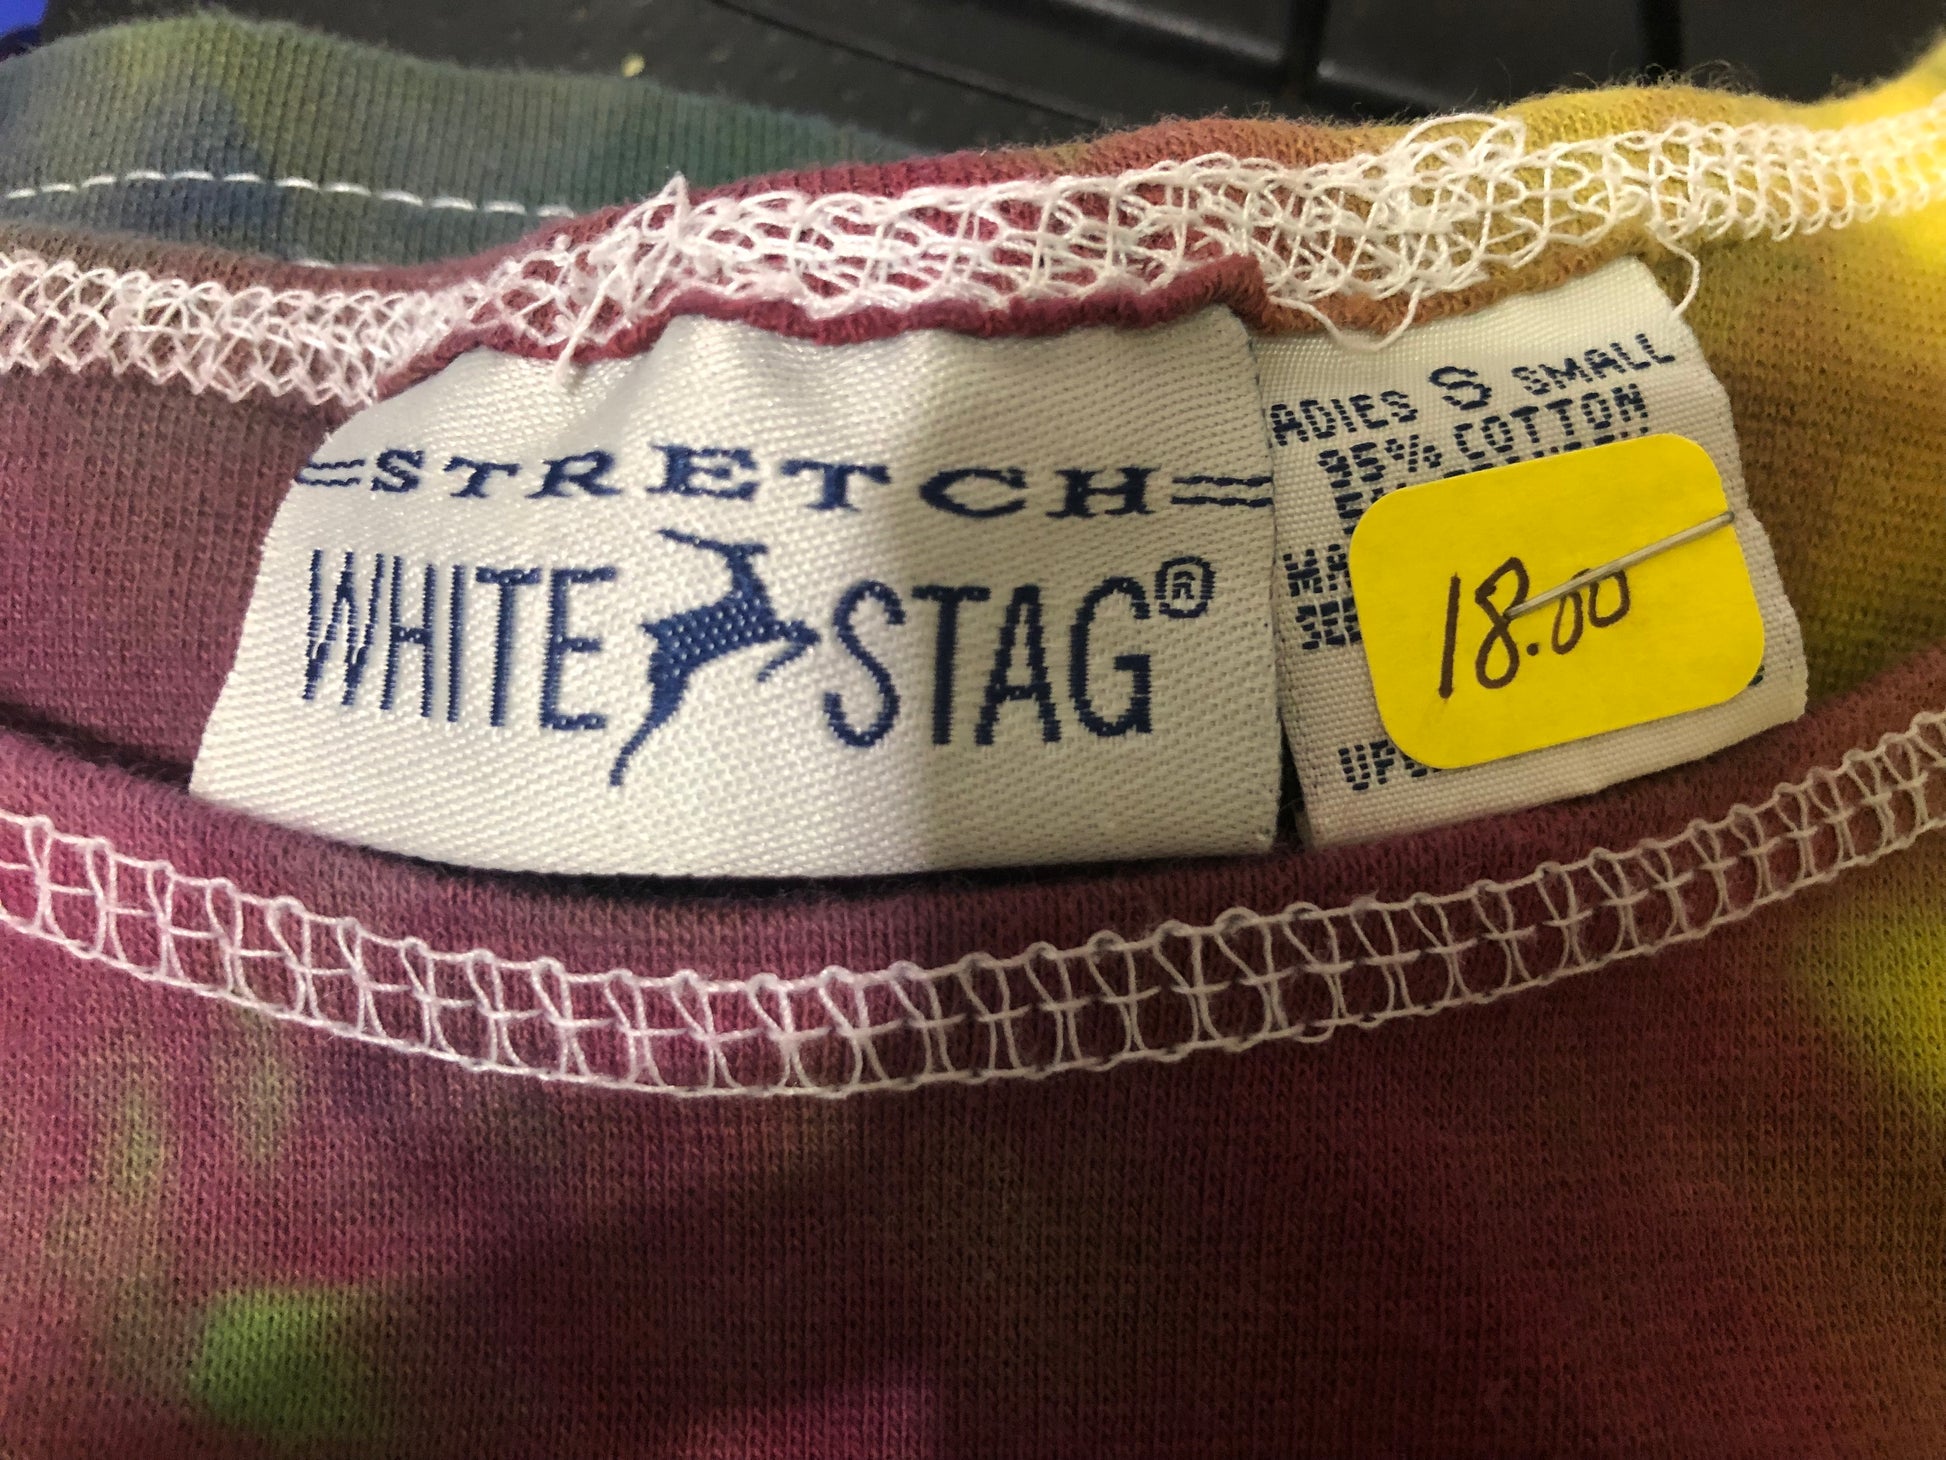 STRETCH
WHITE STAG®
ADIES S SMALL
95% COTTON
18.00